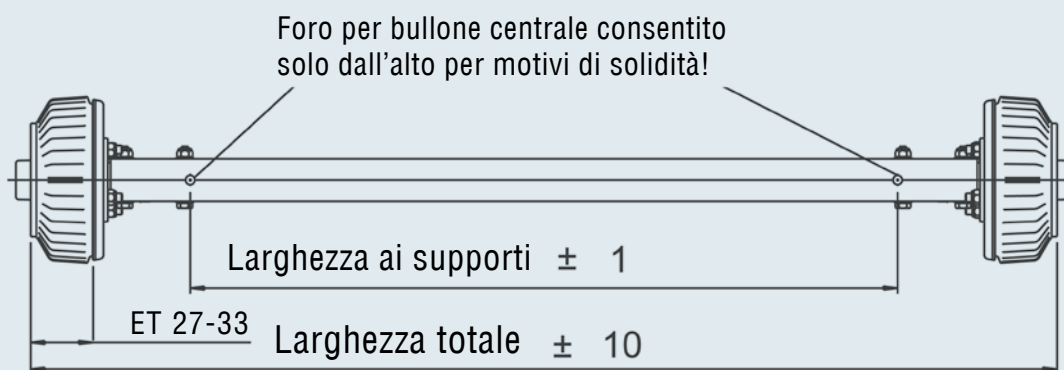 Foro per bullone centrale consentito
solo dall'alto per motivi di solidità!
Larghezza ai supporti ± 1
ET 27-33
Larghezza totale ± 10